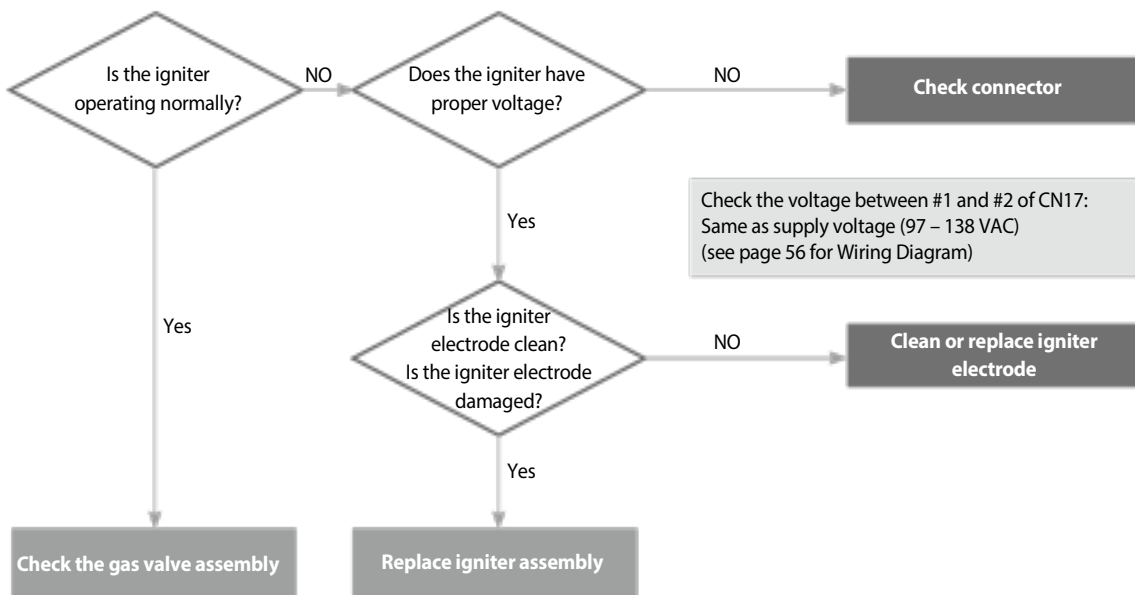 Is the igniter
operating normally?
NO
Does the igniter have
proper voltage?
NO
Check connector
Check the voltage between #1 and #2 of CN17:
Same as supply voltage (97 – 138 VAC)
(see page 56 for Wiring Diagram)
Yes
Yes
Is the igniter
electrode clean?
Is the igniter electrode
damaged?
NO
Clean or replace igniter
electrode
Yes
Check the gas valve assembly
Replace igniter assembly